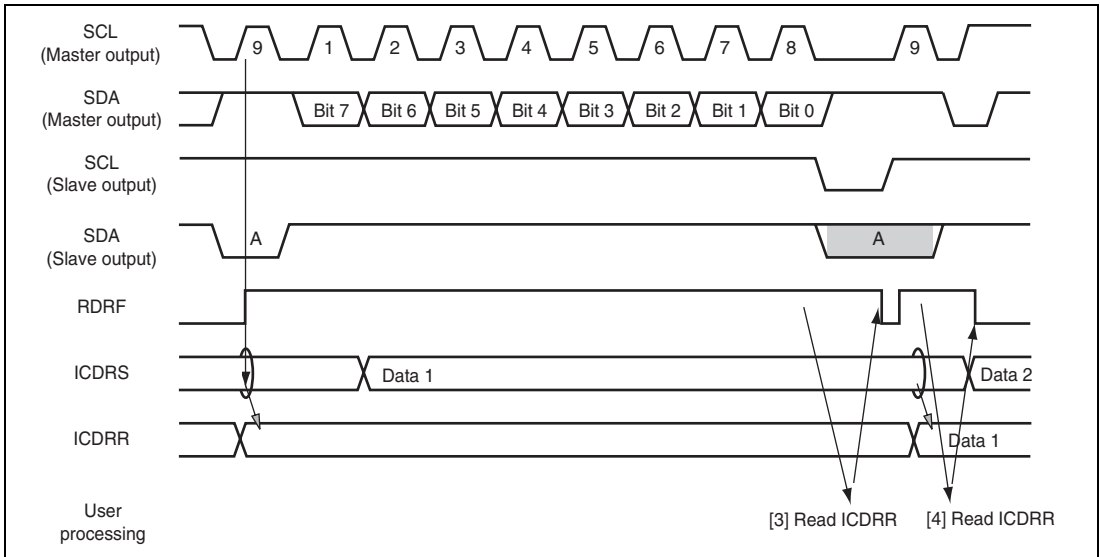 SCL
(Master output)
9 1 2 3 4 5 6 7 8 9
SDA
(Master output)
Bit 7 Bit 6 Bit 5 Bit 4 Bit 3 Bit 2 Bit 1 Bit 0
SCL
(Slave output)
SDA
(Slave output)
A A
RDRF
ICDRS
Data 1 Data 2
ICDRR
Data 1
User
processing
[3] Read ICDRR [4] Read ICDRR